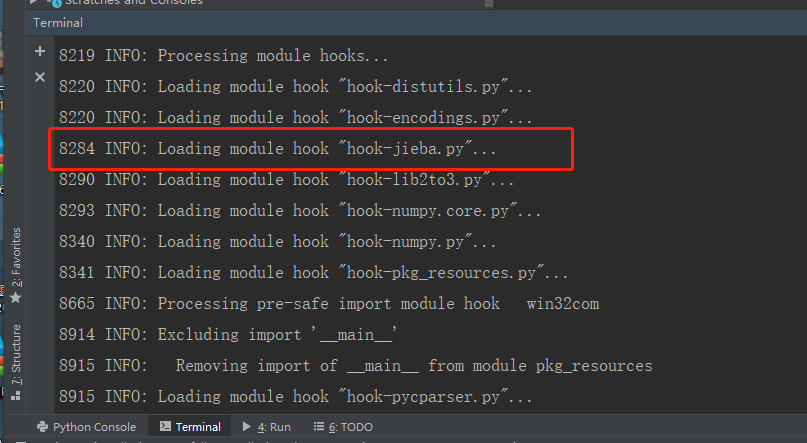 Scratches and Consoles
Terminal
8219 INFO: Processing module hooks...
8220 INFO: Loading module hook "hook-distutils.py"...
8220 INFO: Loading module hook "hook-encodings.py"...
8284 INFO: Loading module hook "hook-jieba.py"...
8290 INFO: Loading module hook "hook-lib2to3.py"...
8293 INFO: Loading module hook "hook-numpy.core.py"...
8340 INFO: Loading module hook "hook-numpy.py"...
8341 INFO: Loading module hook "hook-pkg_resources.py"...
8665 INFO: Processing pre-safe import module hook   win32com
8914 INFO: Excluding import '__main__'
8915 INFO:   Removing import of __main__ from module pkg_resources
8915 INFO: Loading module hook "hook-pycparser.py"...
2: Favorites
7: Structure
Python Console
Terminal
4: Run
6: TODO